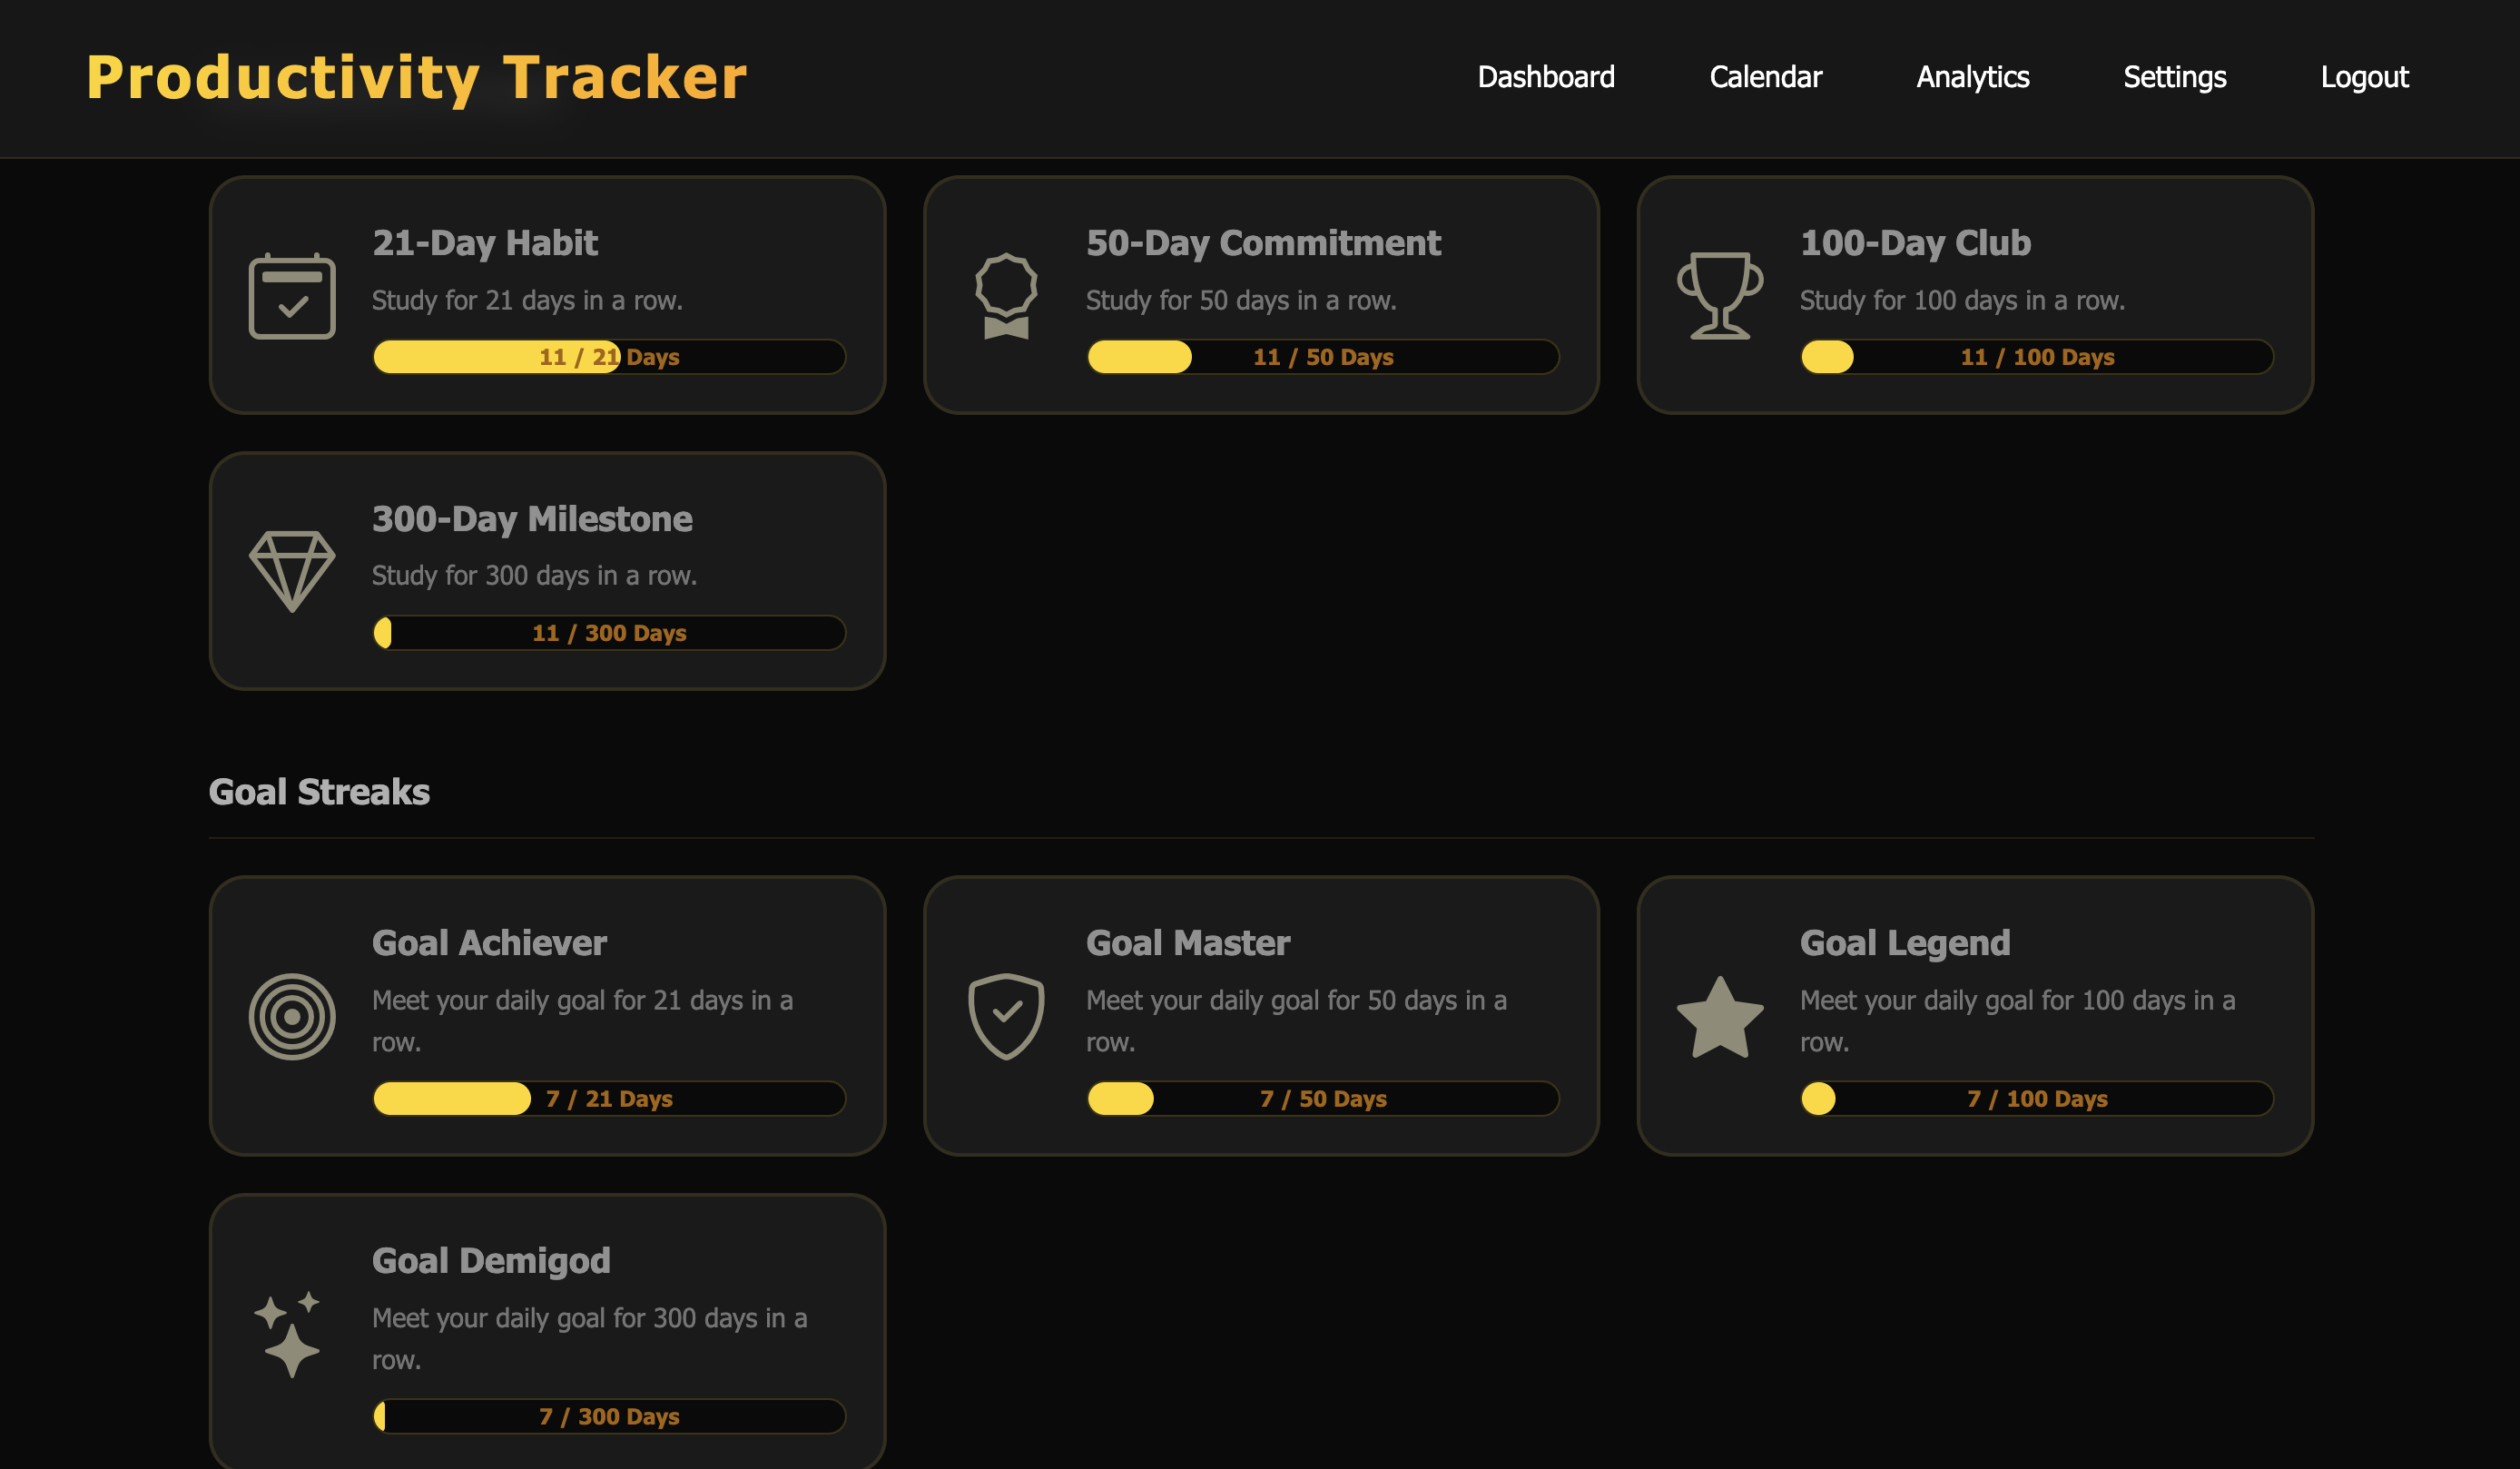 Productivity Tracker
Dashboard
Calendar
Analytics
Settings
Logout
21-Day Habit
Study for 21 days in a row.
11 / 21 Days
50-Day Commitment
Study for 50 days in a row.
11 / 50 Days
100-Day Club
Study for 100 days in a row.
11 / 100 Days
300-Day Milestone
Study for 300 days in a row.
11 / 300 Days
Goal Streaks
Goal Achiever
Meet your daily goal for 21 days in a
row.
7 / 21 Days
Goal Master
Meet your daily goal for 50 days in a
row.
7 / 50 Days
Goal Legend
Meet your daily goal for 100 days in a
row.
7 / 100 Days
Goal Demigod
Meet your daily goal for 300 days in a
row.
7 / 300 Days